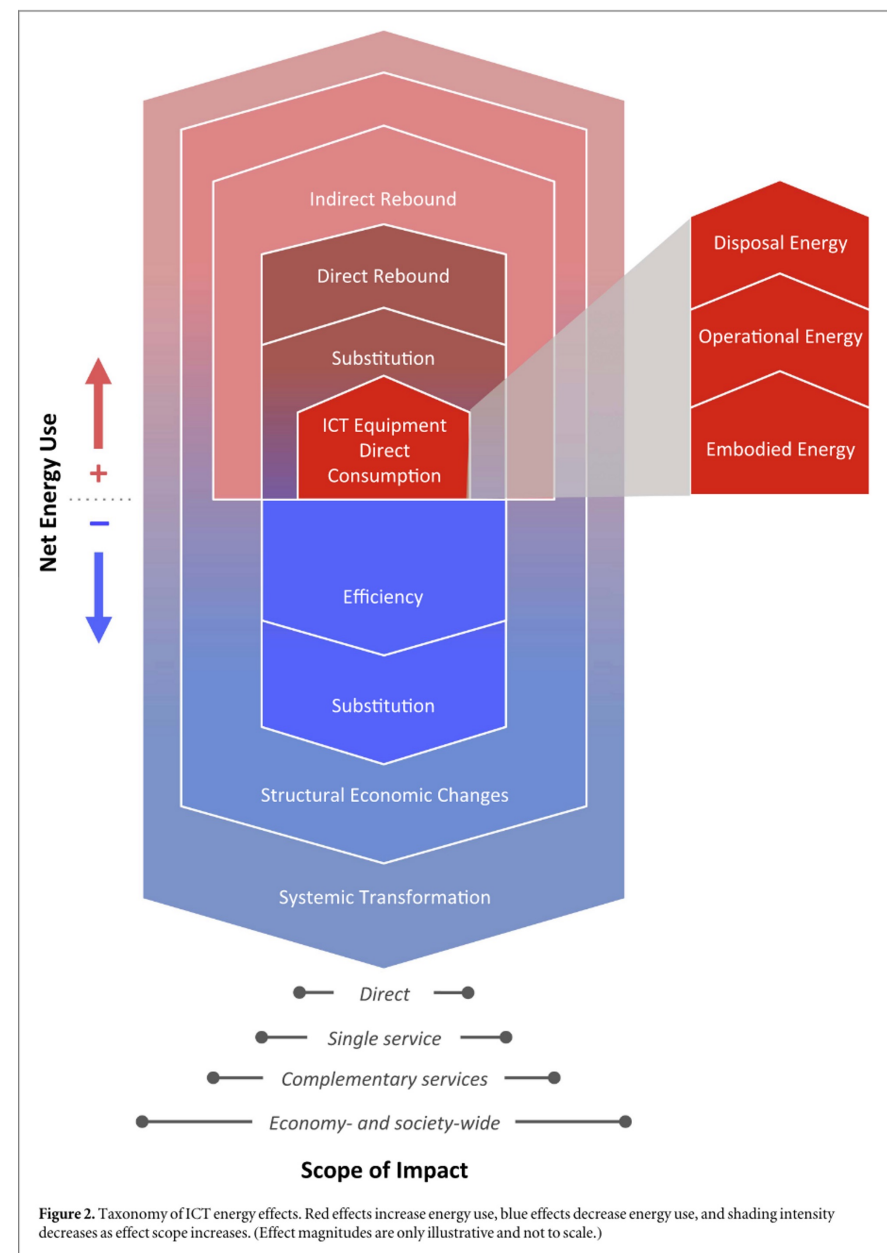 Indirect Rebound
Direct Rebound
Substitution
ICT Equipment
Direct
Consumption
Disposal Energy
Operational Energy
Embodied Energy
Net Energy Use
+
−
Efficiency
Substitution
Structural Economic Changes
Systemic Transformation
Direct
Single service
Complementary services
Economy- and society-wide
Scope of Impact
Figure 2. Taxonomy of ICT energy effects. Red effects increase energy use, blue effects decrease energy use, and shading intensity
decreases as effect scope increases. (Effect magnitudes are only illustrative and not to scale.)